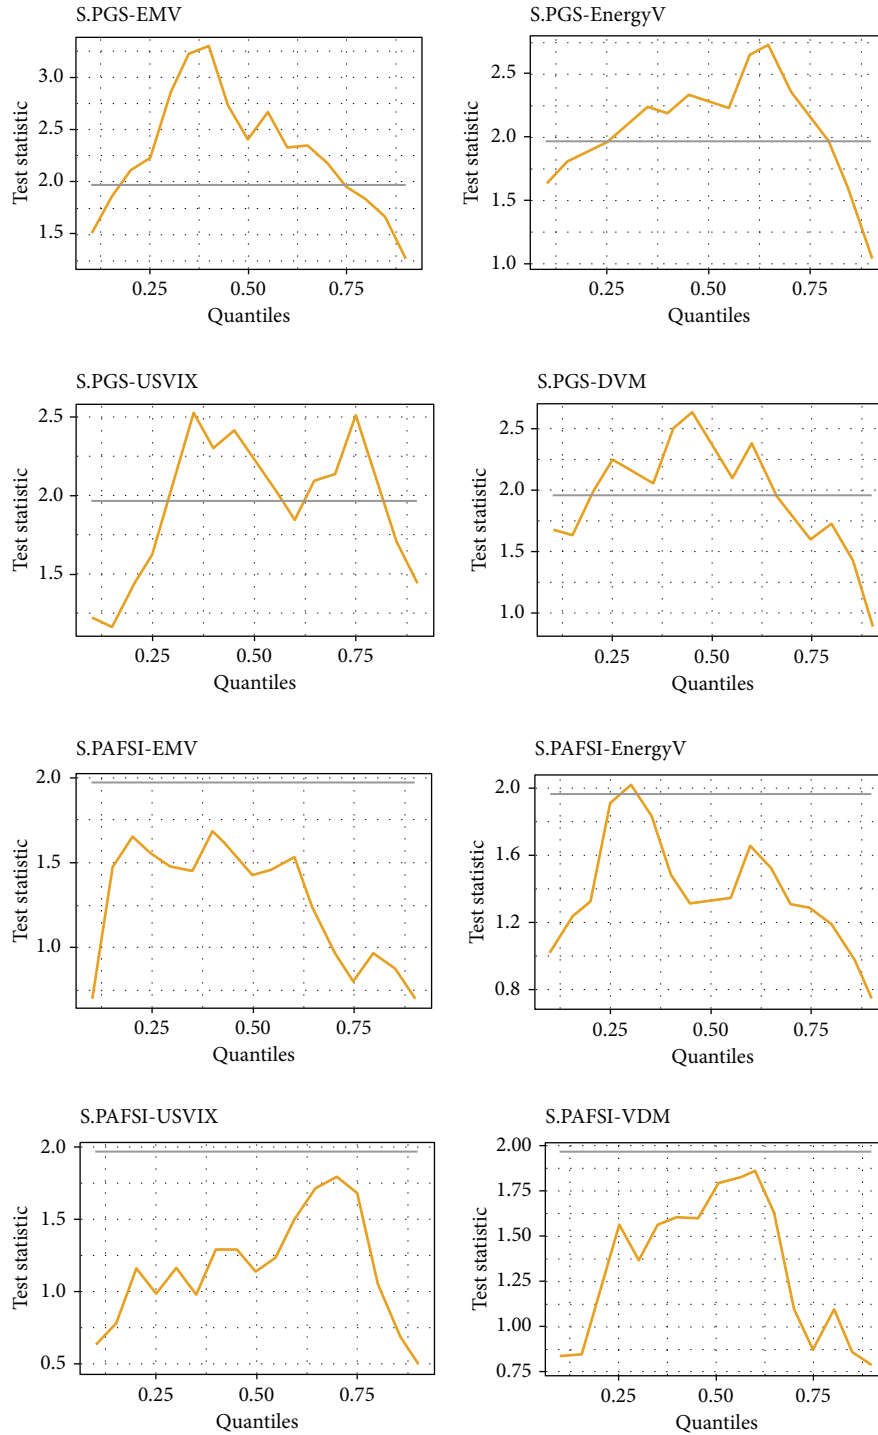 S.PGS-EMV
Test statistic
3.0
2.5
2.0
1.5
0.25 0.50 0.75
Quantiles
S.PGS-EnergyV
Test statistic
2.5
2.0
1.5
1.0
0.25 0.50 0.75
Quantiles
S.PGS-USVIX
Test statistic
2.5
2.0
1.5
0.25 0.50 0.75
Quantiles
S.PGS-DVM
Test statistic
2.5
2.0
1.5
1.0
0.25 0.50 0.75
Quantiles
S.PAFSI-EMV
Test statistic
2.0
1.5
1.0
0.25 0.50 0.75
Quantiles
S.PAFSI-EnergyV
Test statistic
2.0
1.6
1.2
0.8
0.25 0.50 0.75
Quantiles
S.PAFSI-USVIX
Test statistic
2.0
1.5
1.0
0.5
0.25 0.50 0.75
Quantiles
S.PAFSI-VDM
Test statistic
2.00
1.75
1.50
1.25
1.00
0.75
0.25 0.50 0.75
Quantiles